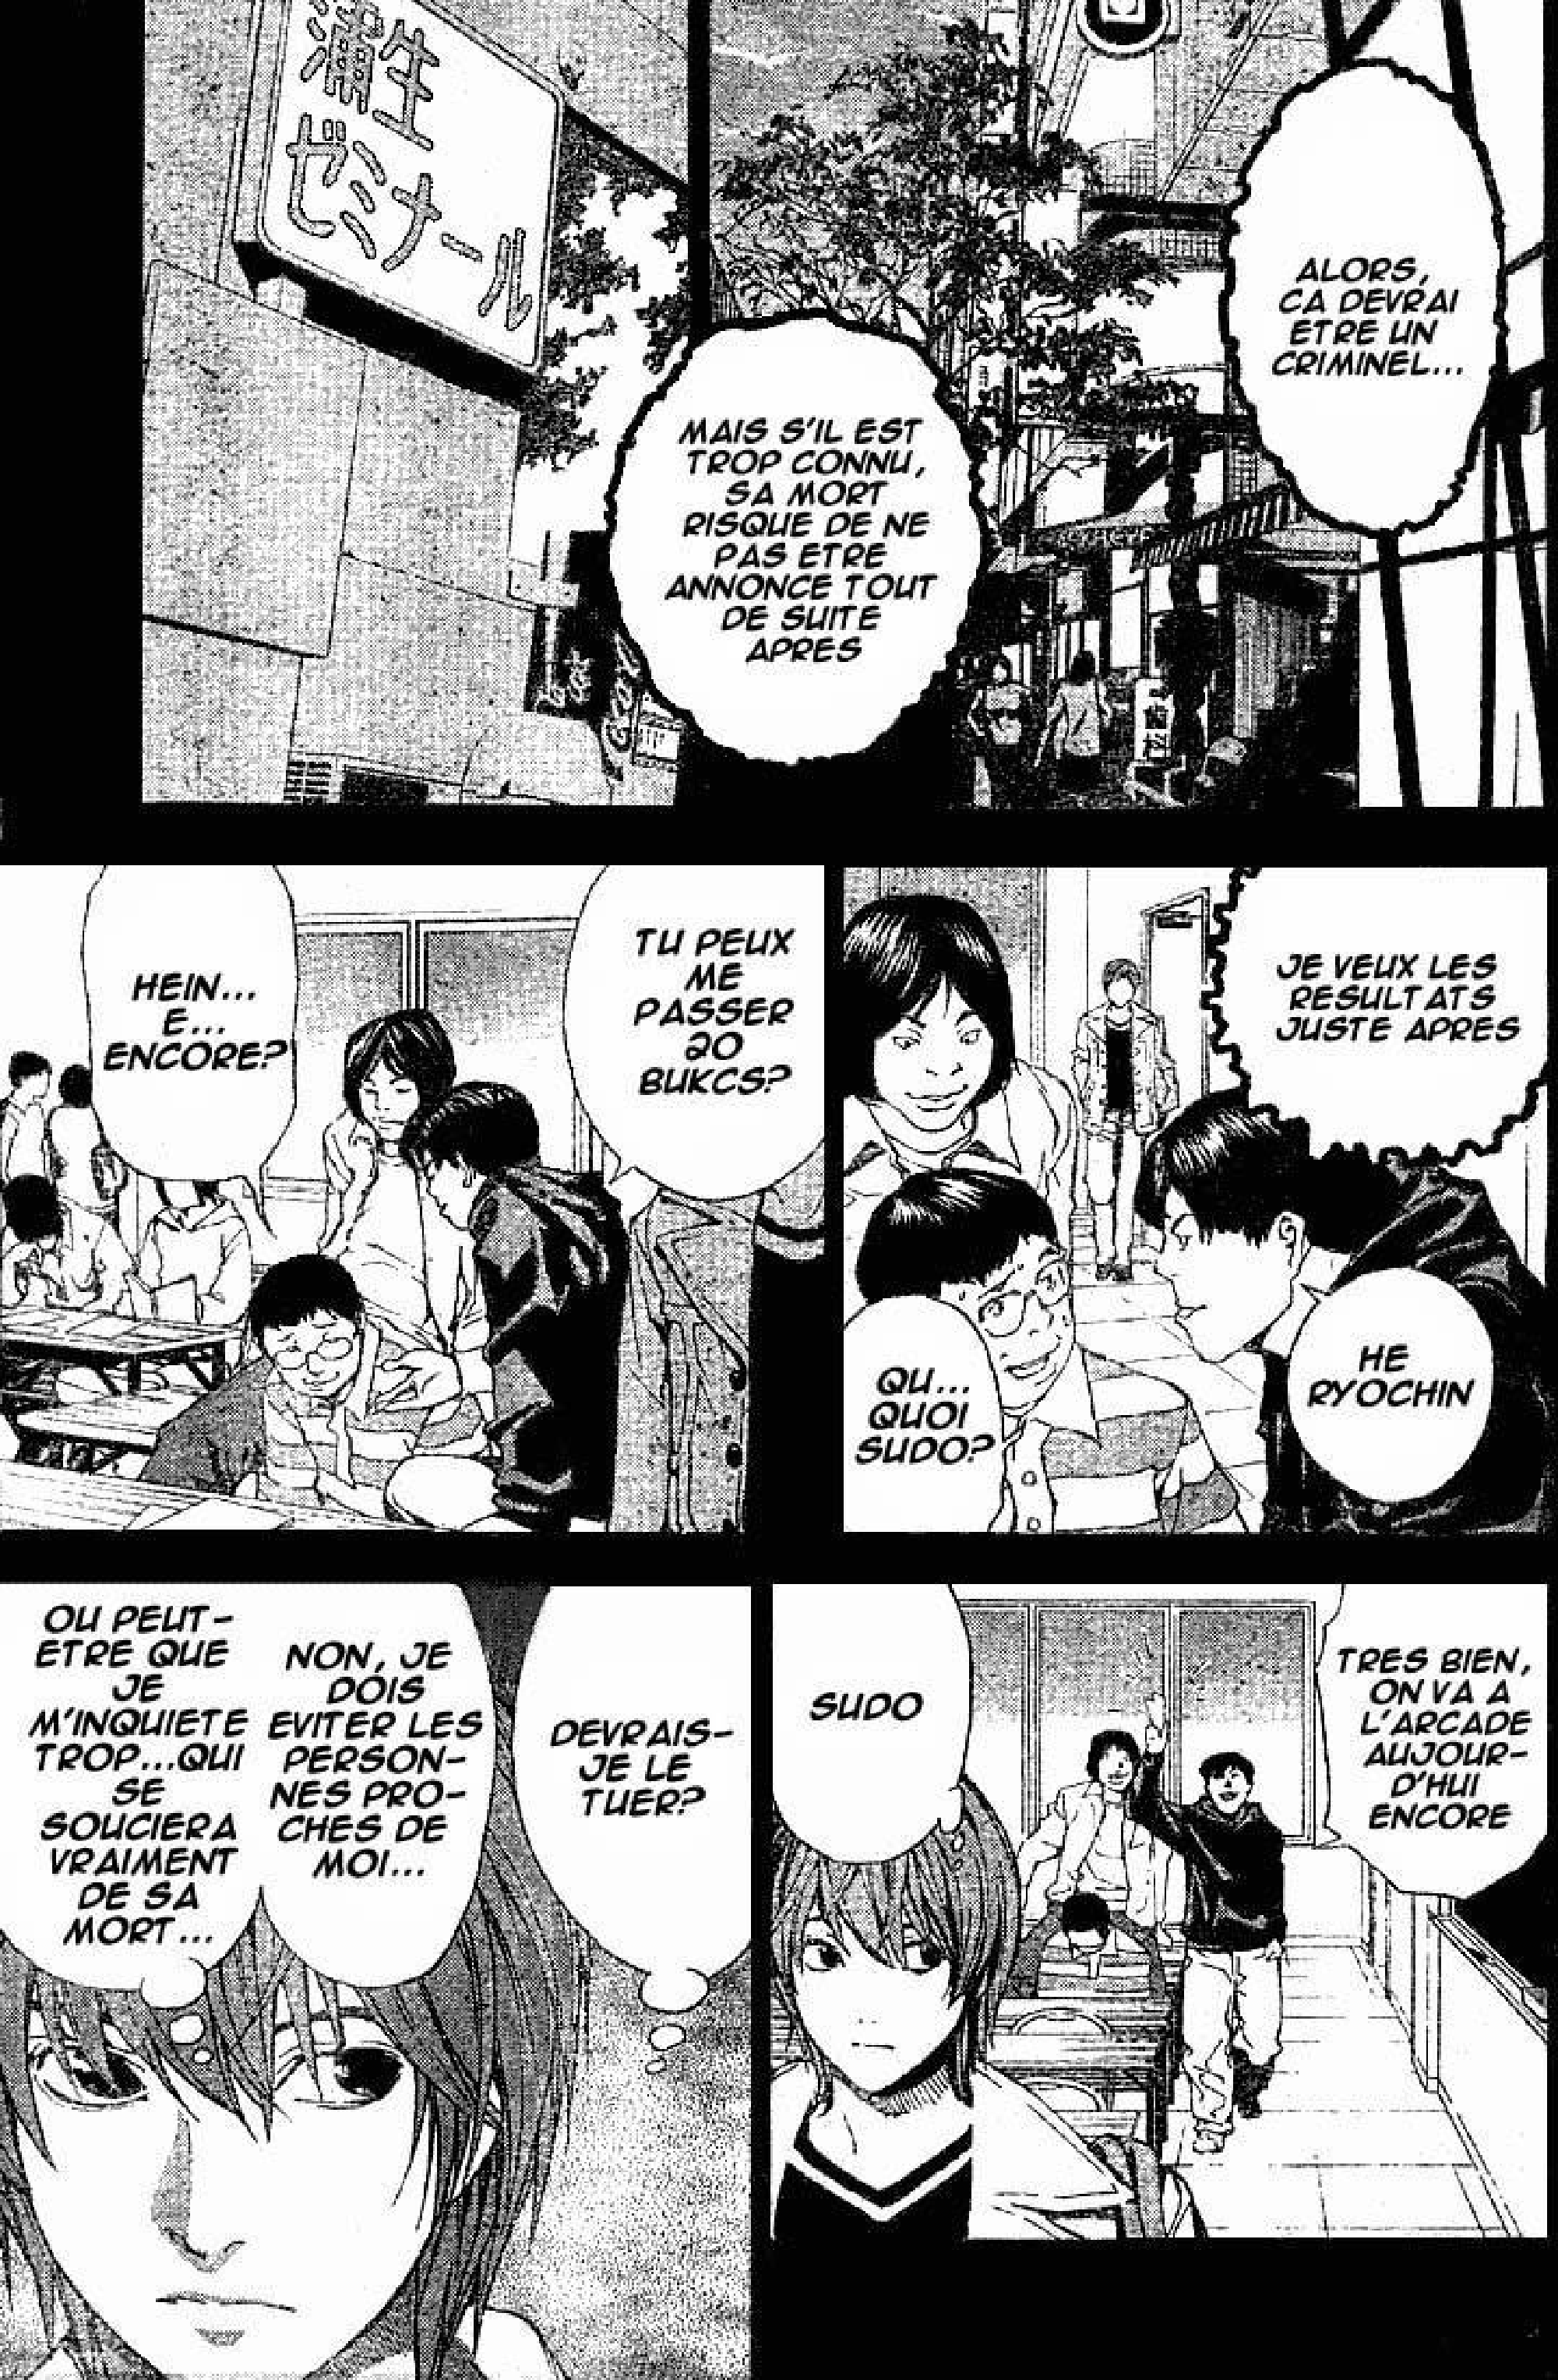 ALORS,
CA DEVRAI
ETRE UN
CRIMINEL...
MAIS S'IL EST
TROP CONNU,
SA MORT
RISQUE DE NE
PAS ETRE
ANNONCE TOUT
DE SUITE
APRES
蒲生
ゼミナール
JE VEUX LES
RESULTATS
JUSTE APRES
HE
RYOCHIN
QU...
QUOI
SUDO?
TU PEUX
ME
PASSER
20
BUKCS?
HEIN...
E...
ENCORE?
TRES BIEN,
ON VA A
L'ARCADE
AUJOUR-
D'HUI
ENCORE
SUDO
DEVRAIS-
JE LE
TUER?
NON, JE
DOIS
EVITER LES
PERSON-
NES PRO-
CHES DE
MOI...
OU PEUT-
ETRE QUE
JE
M'INQUIETE
TROP...QUI
SE
SOUCIERA
VRAIMENT
DE SA
MORT...